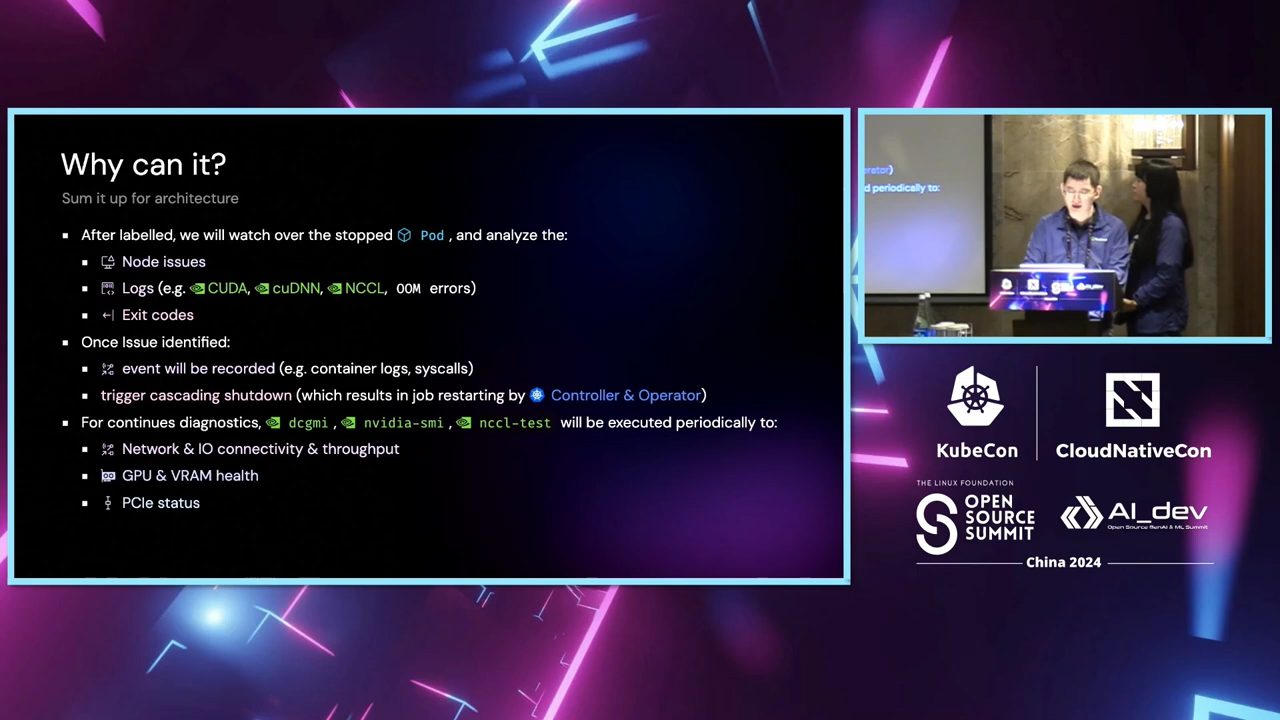 Why can it?
Sum it up for architecture
After labelled, we will watch over the stopped Pod , and analyze the:
Node issues
Logs (e.g. CUDA, cuDNN, NCCL, OOM errors)
Exit codes
Once Issue identified:
event will be recorded (e.g. container logs, syscalls)
trigger cascading shutdown (which results in job restarting by Controller & Operator)
For continues diagnostics, dcgmi , nvidia-smi , nccl-test will be executed periodically to:
Network & IO connectivity & throughput
GPU & VRAM health
PCIe status
erator)
d periodically to:
KubeCon
CloudNativeCon
THE LINUX FOUNDATION
OPEN
SOURCE
SUMMIT
AI_dev
Open Source GenAI & ML Summit
China 2024